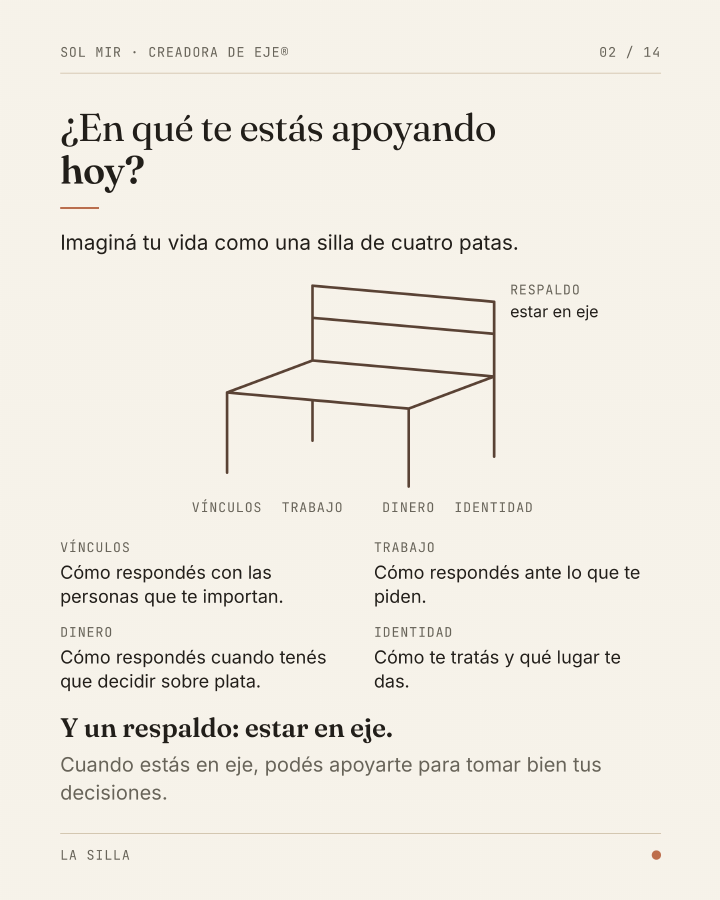 SOL MIR · CREADORA DE EJE®
02 / 14
¿En qué te estás apoyando
hoy?
Imaginá tu vida como una silla de cuatro patas.
RESPALDO
estar en eje
VÍNCULOS TRABAJO DINERO IDENTIDAD
VÍNCULOS
Cómo respondés con las
personas que te importan.
TRABAJO
Cómo respondés ante lo que te
piden.
DINERO
Cómo respondés cuando tenés
que decidir sobre plata.
IDENTIDAD
Cómo te tratás y qué lugar te
das.
Y un respaldo: estar en eje.
Cuando estás en eje, podés apoyarte para tomar bien tus
decisiones.
LA SILLA